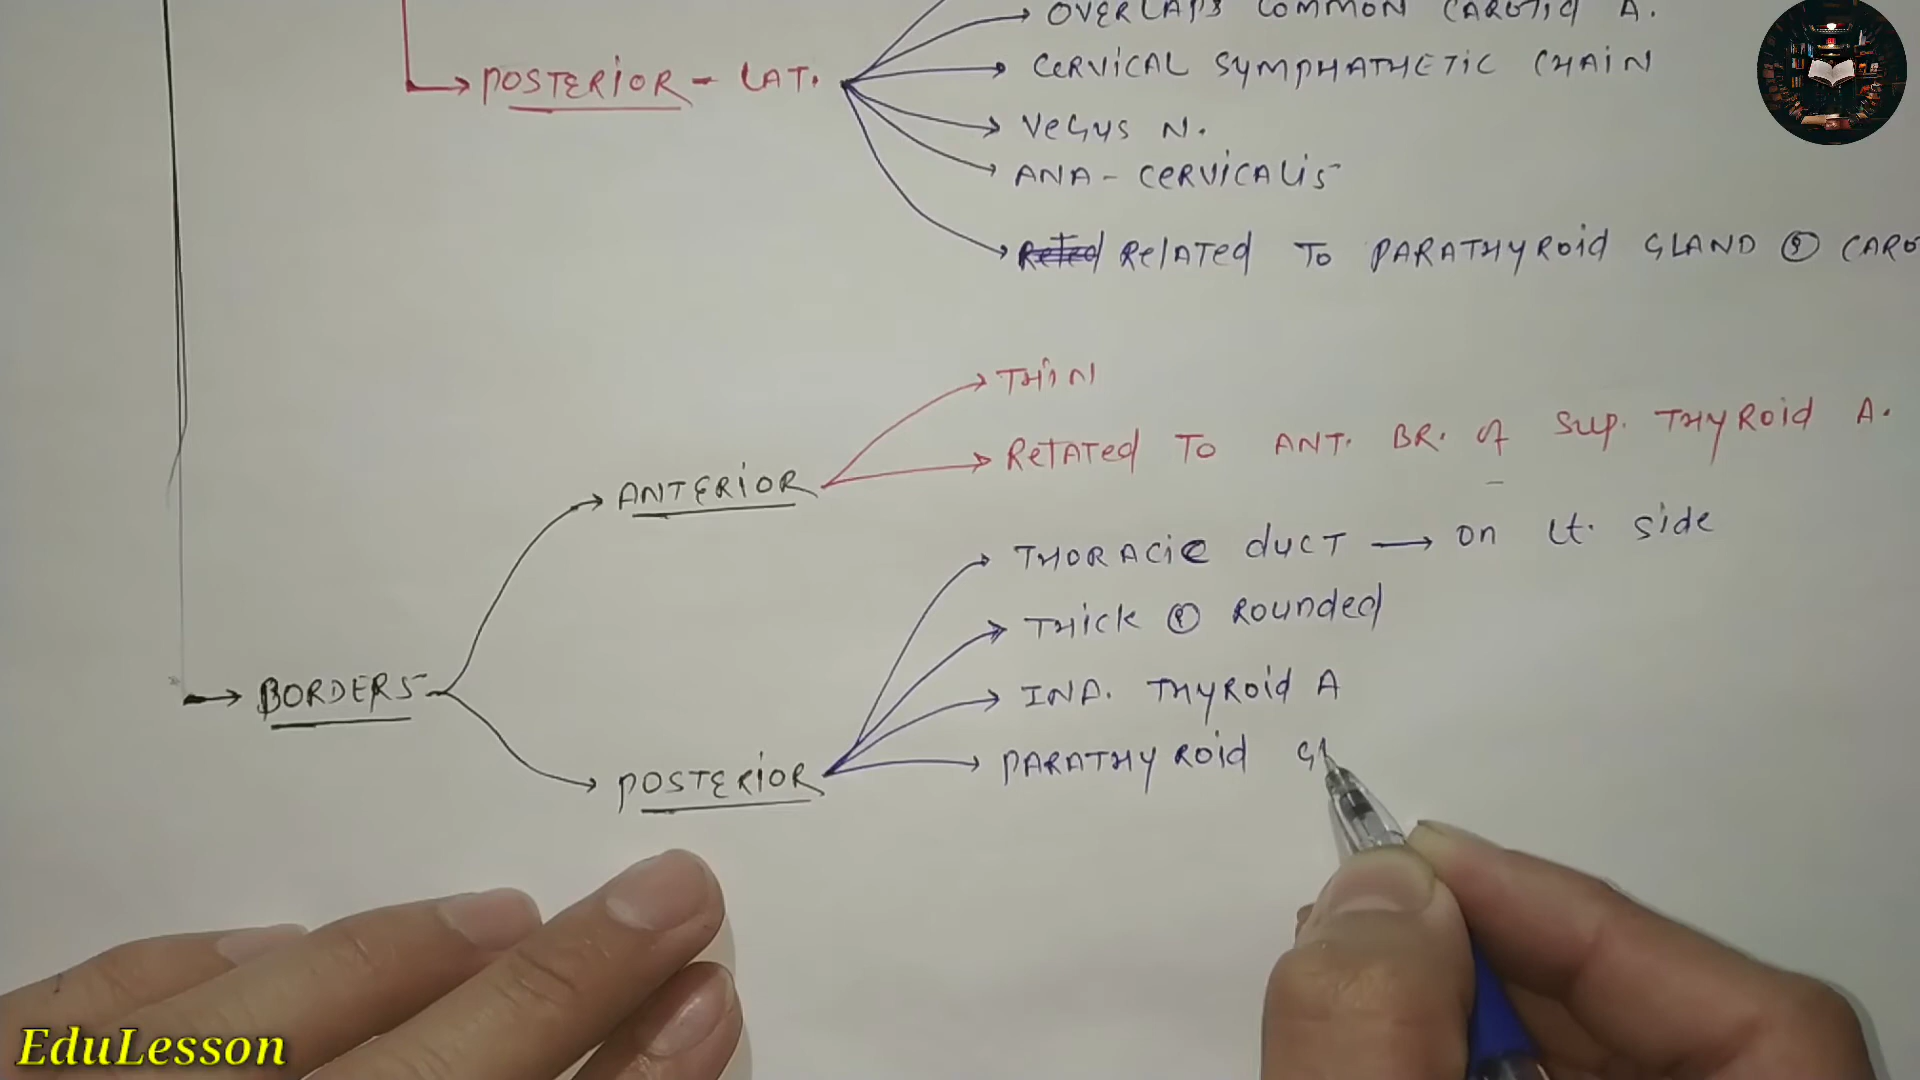 OVERLAPS COMMON CAROTID A.
POSTERIOR - LAT.
CERVICAL SYMPHATHETIC CHAIN
VEGUS N.
ANA - CERVICALIS
RELATED TO PARATHYROID GLAND & CARO
THIN
RELATED TO ANT. BR. of SUP. THYROID A.
ANTERIOR
THORACIC DUCT → ON Lt. SIDE
THICK & ROUNDED
BORDERS
INF. THYROID A
PARATHYROID GL
POSTERIOR
EduLesson